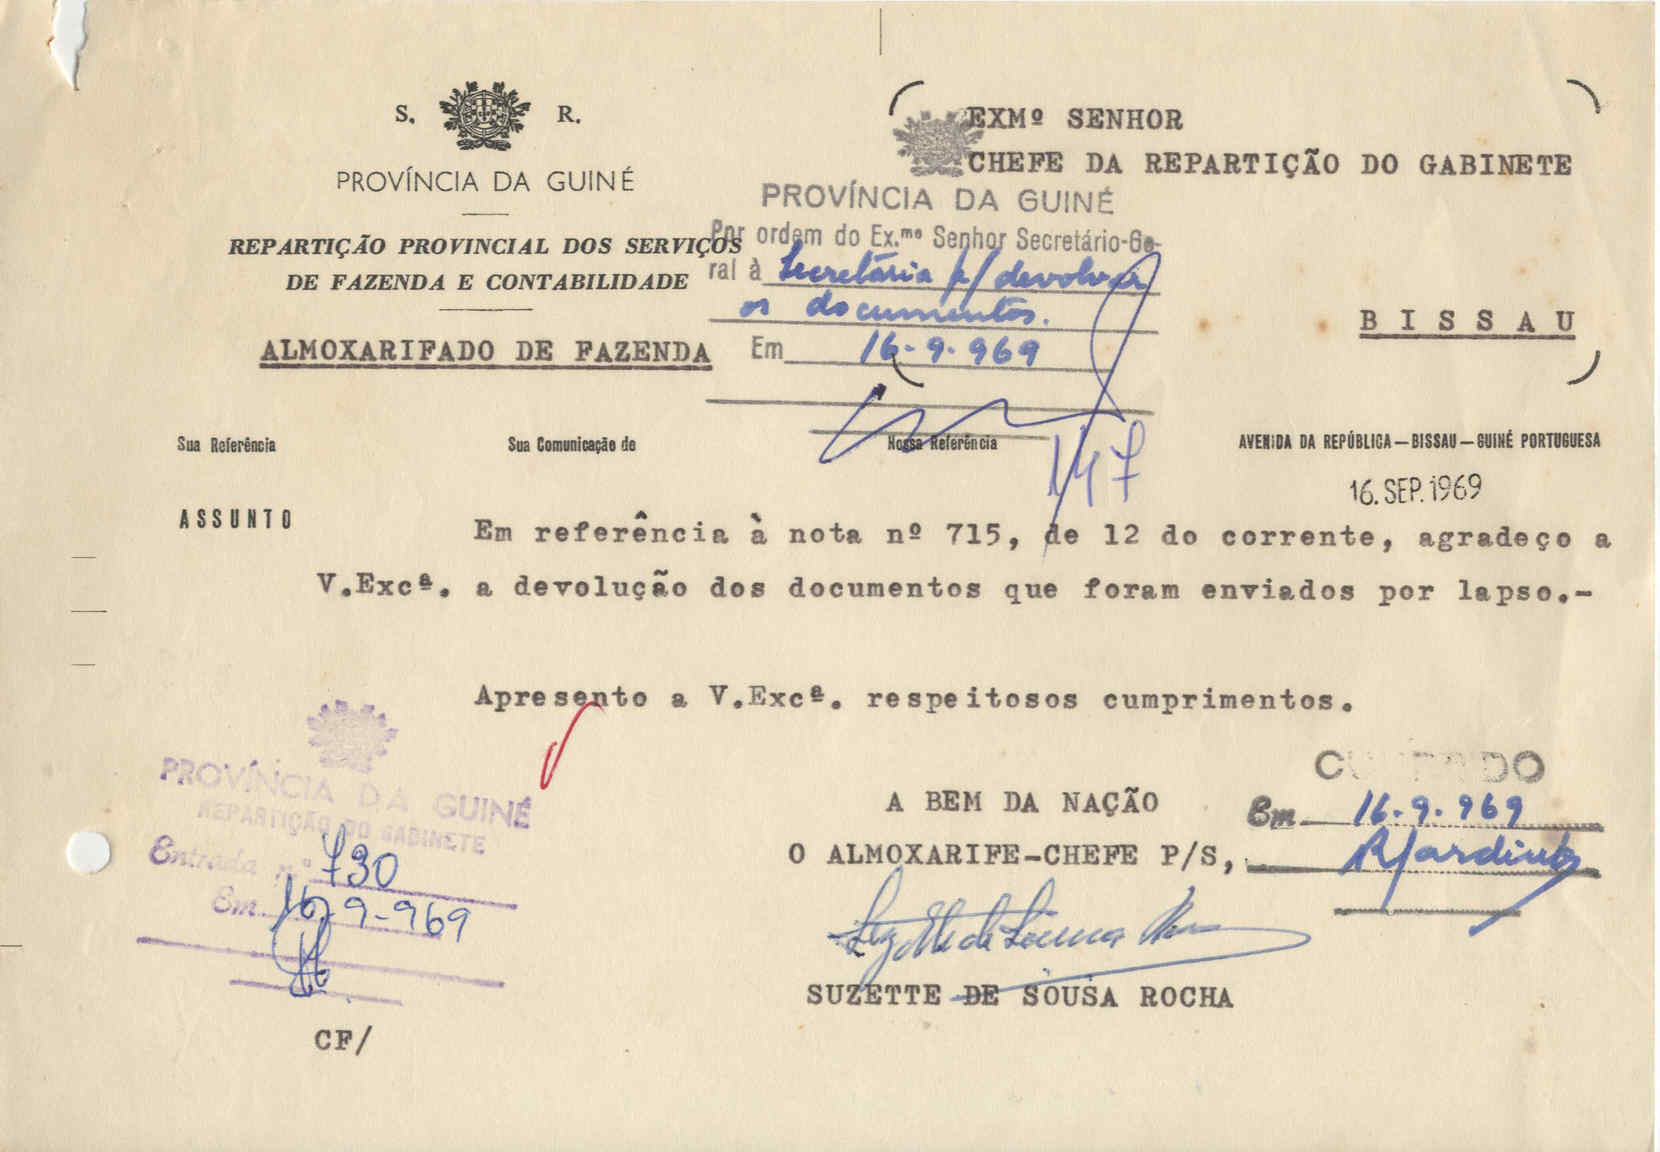 S. R.
PROVÍNCIA DA GUINÉ
REPARTIÇÃO PROVINCIAL DOS SERVIÇOS
DE FAZENDA E CONTABILIDADE
ALMOXARIFADO DE FAZENDA
EXMº SENHOR
CHEFE DA REPARTIÇÃO DO GABINETE
BISSAU
PROVÍNCIA DA GUINÉ
Por ordem do Ex.mo Senhor Secretário-Ge-
ral à Secretária p/ devolver
os documentos.
Em 16-9-969
Sua Referência
Sua Comunicação de
Nossa Referência
147
AVENIDA DA REPÚBLICA — BISSAU — GUINÉ PORTUGUESA
16. SEP. 1969
ASSUNTO
Em referência à nota nº 715, de 12 do corrente, agradeço a
V.Excª. a devolução dos documentos que foram enviados por lapso.-
Apresento a V.Excª. respeitosos cumprimentos.
A BEM DA NAÇÃO
O ALMOXARIFE-CHEFE P/S,
SUZETTE DE SOUSA ROCHA
Em 16-9-969
PROVÍNCIA DA GUINÉ
REPARTIÇÃO DO GABINETE
Entrada n.º 730
Em 16-9-969
CF/